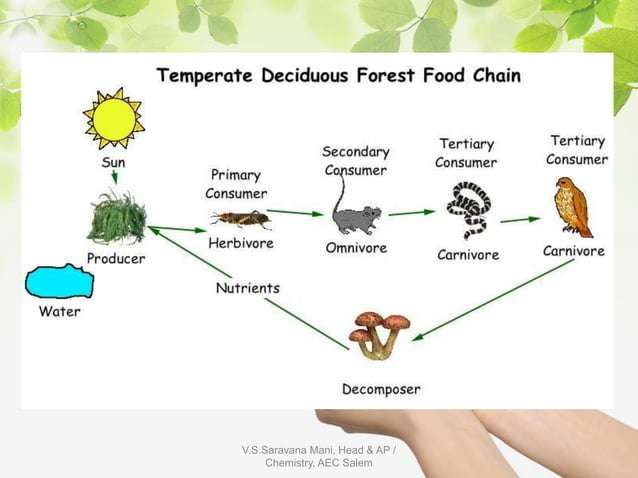 Temperate Deciduous Forest Food Chain
Sun
Producer
Water
Primary
Consumer
Herbivore
Secondary
Consumer
Omnivore
Tertiary
Consumer
Carnivore
Tertiary
Consumer
Carnivore
Nutrients
Decomposer
V.S.Saravana Mani, Head & AP /
Chemistry, AEC Salem